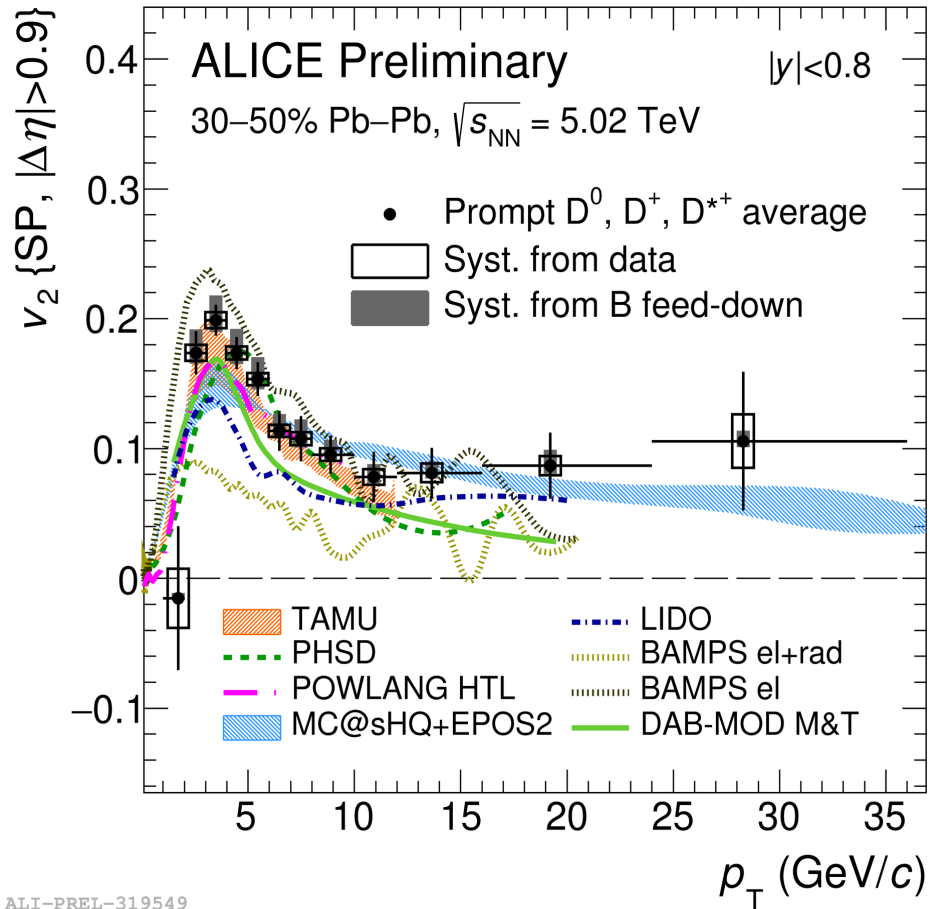 v₂ {SP, |Δη|>0.9}
0.4
0.3
0.2
0.1
0
−0.1
ALICE Preliminary
|y|<0.8
30–50% Pb–Pb, √sNN = 5.02 TeV
Prompt D⁰, D⁺, D*⁺ average
Syst. from data
Syst. from B feed-down
TAMU
PHSD
POWLANG HTL
MC@sHQ+EPOS2
LIDO
BAMPS el+rad
BAMPS el
DAB-MOD M&T
5 10 15 20 25 30 35
pT (GeV/c)
ALI-PREL-319549